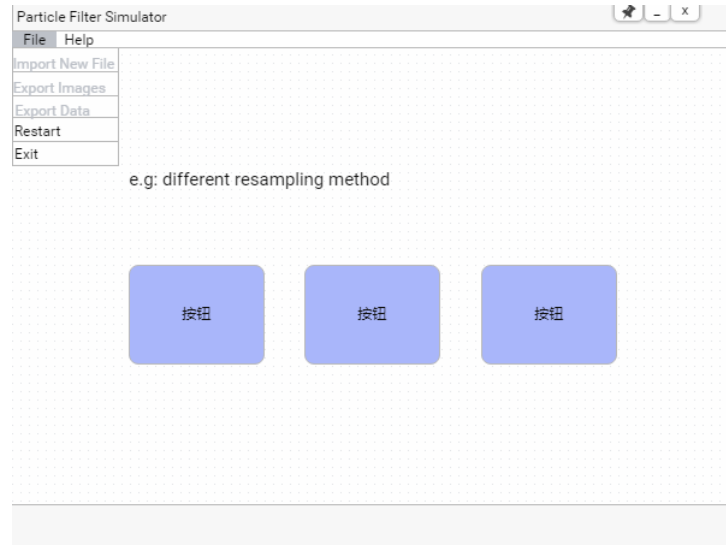 Particle Filter Simulator
_ x
File Help
Import New File
Export Images
Export Data
Restart
Exit
e.g: different resampling method
按钮 按钮 按钮